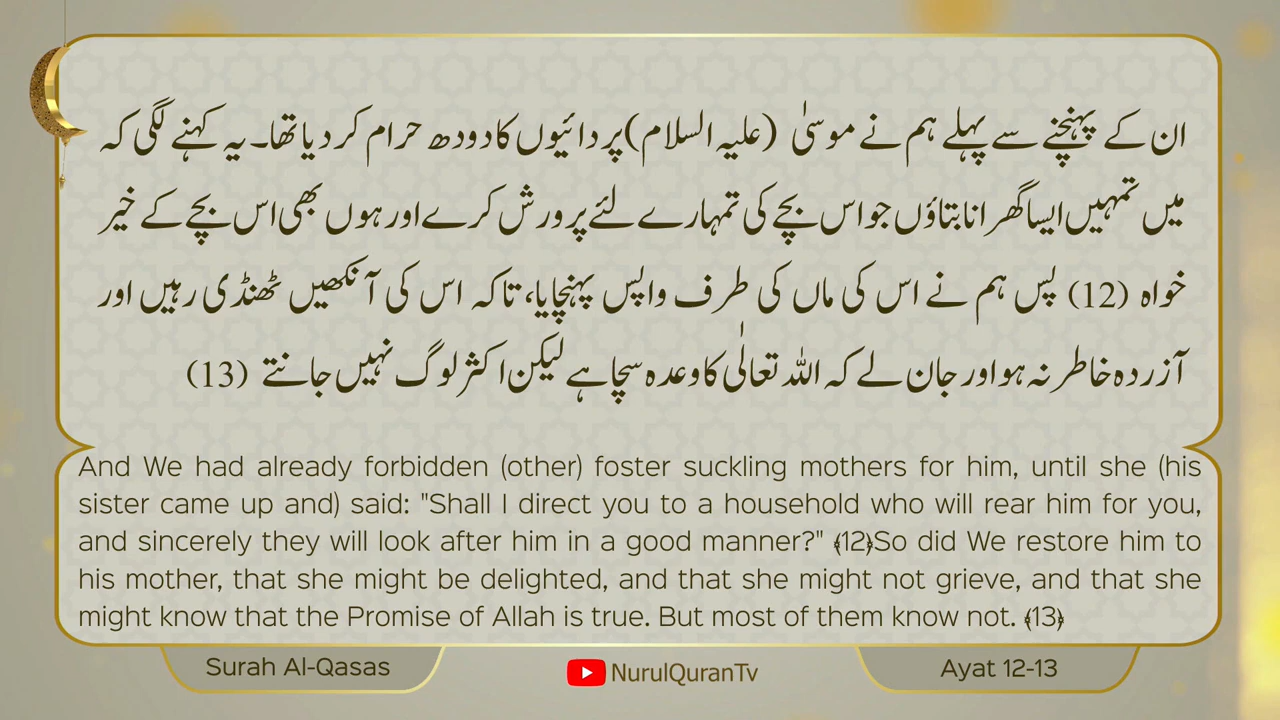 ان کے پہنچنے سے پہلے ہم نے موسیٰ (علیہ السلام)پر دائیوں کا دودھ حرام کر دیا تھا۔ یہ کہنے لگی کہ
میں تمہیں ایسا گھرانا بتاؤں جو اس بچے کی تمہارے لئے پرورش کرے اور ہوں بھی اس بچے کے خیر
خواہ (12) پس ہم نے اس کی ماں کی طرف واپس پہنچایا، تاکہ اس کی آنکھیں ٹھنڈی رہیں اور
آزردہ خاطر نہ ہو اور جان لے کہ اللہ تعالٰی کا وعدہ سچا ہے لیکن اکثر لوگ نہیں جانتے (13)
And We had already forbidden (other) foster suckling mothers for him, until she (his
sister came up and) said: "Shall I direct you to a household who will rear him for you,
and sincerely they will look after him in a good manner?" ﴾12﴿So did We restore him to
his mother, that she might be delighted, and that she might not grieve, and that she
might know that the Promise of Allah is true. But most of them know not. ﴾13﴿
Surah Al-Qasas
NurulQuranTv
Ayat 12-13